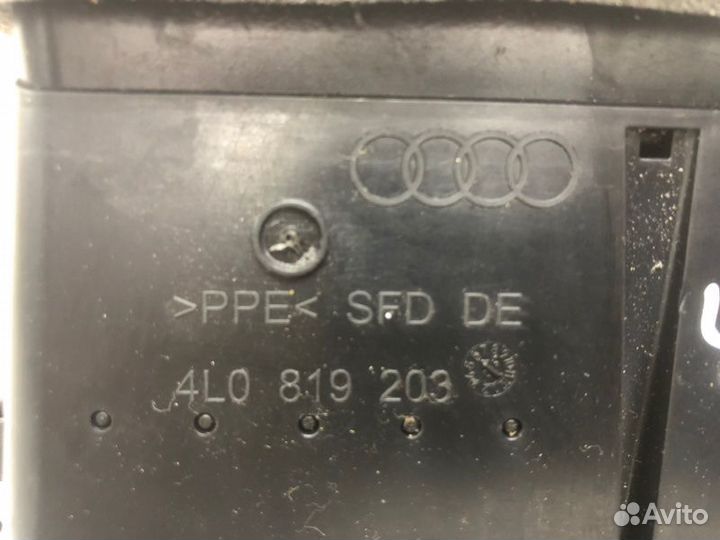 >PPE< SFD DE
4L0 819 203
Avito